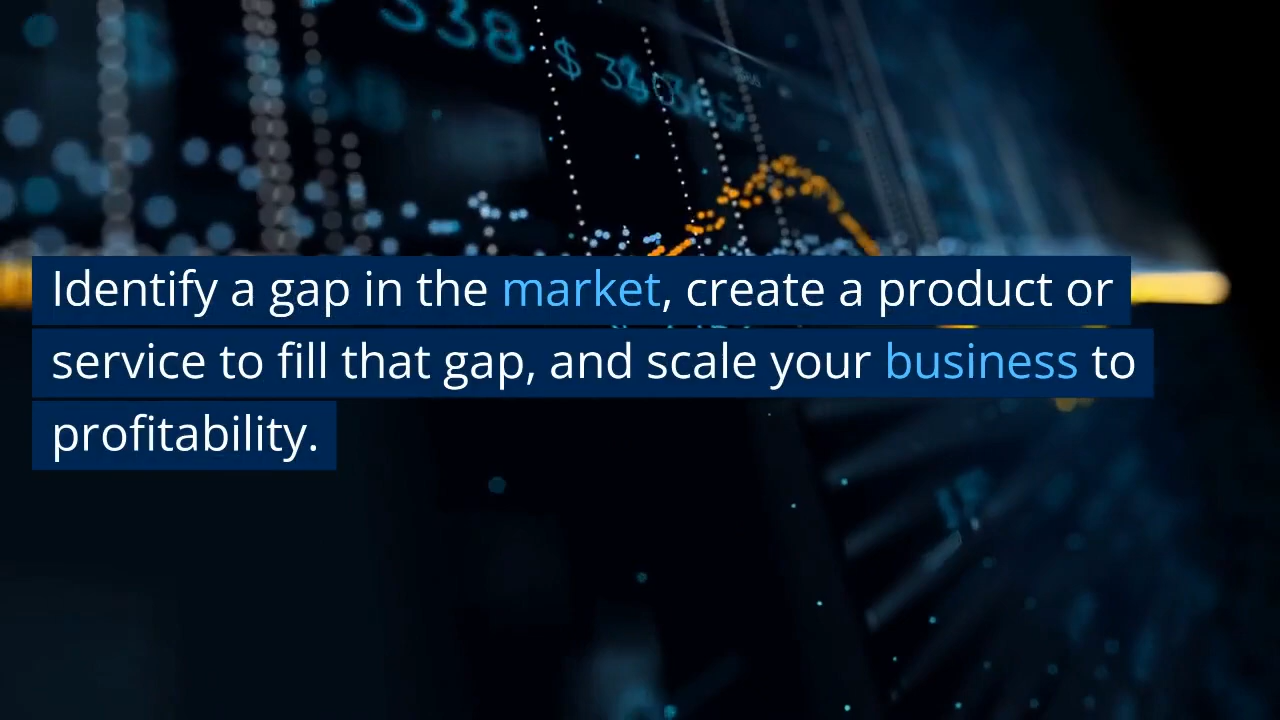 Identify a gap in the market, create a product or
service to fill that gap, and scale your business to
profitability.